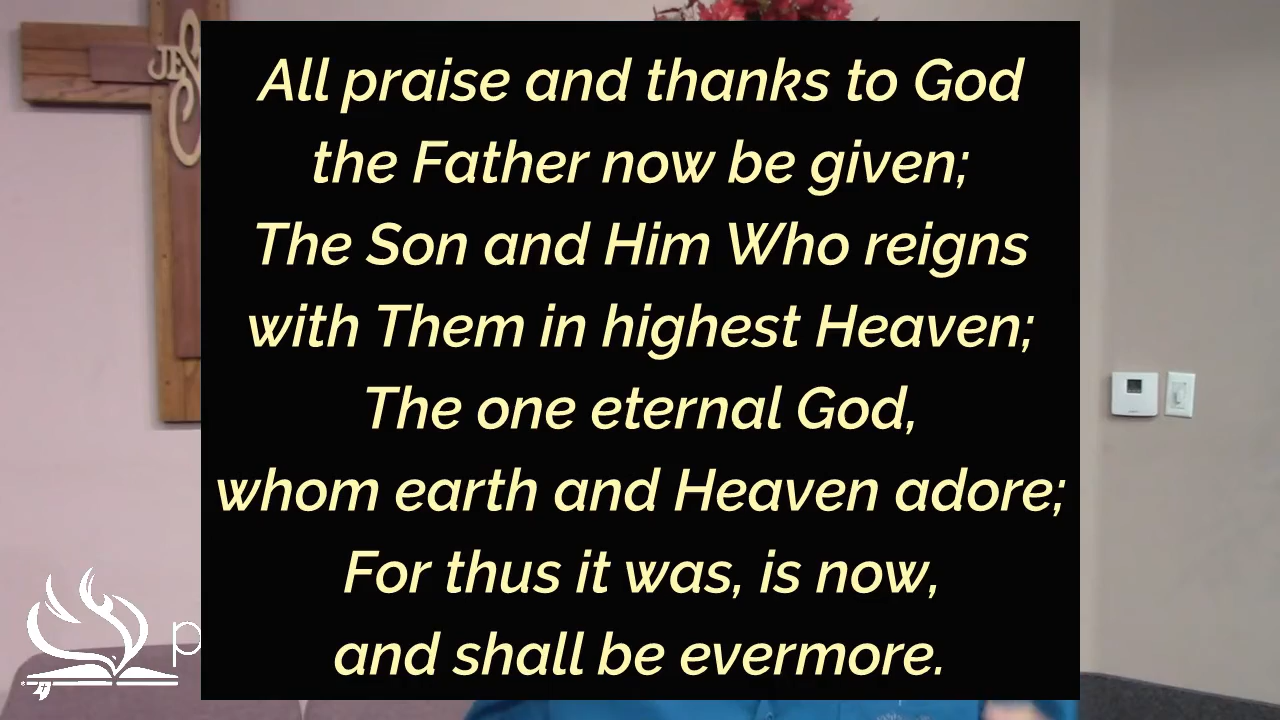 All praise and thanks to God
the Father now be given;
The Son and Him Who reigns
with Them in highest Heaven;
The one eternal God,
whom earth and Heaven adore;
For thus it was, is now,
and shall be evermore.